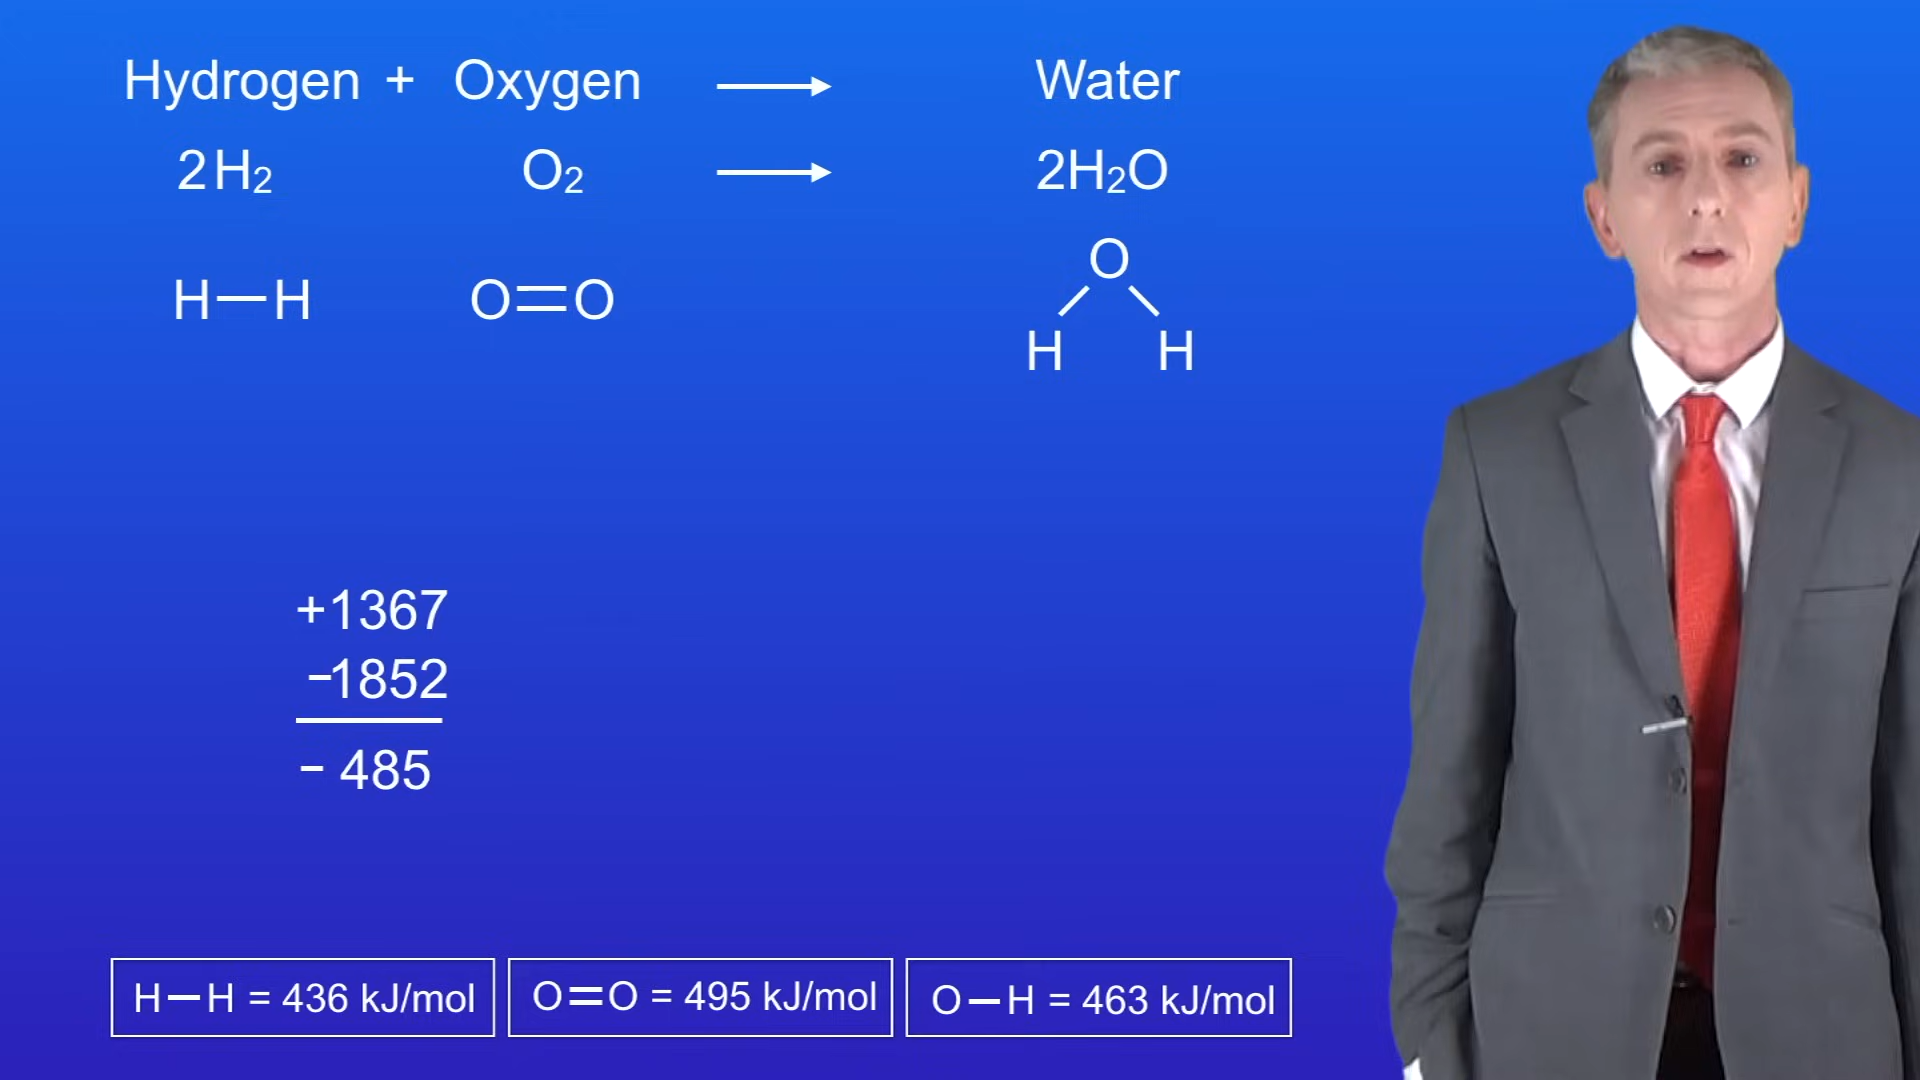 Hydrogen + Oxygen ⟶ Water
2H₂ O₂ ⟶ 2H₂O
O
H—H O=O
H H
+1367
−1852
− 485
H—H = 436 kJ/mol
O=O = 495 kJ/mol
O—H = 463 kJ/mol